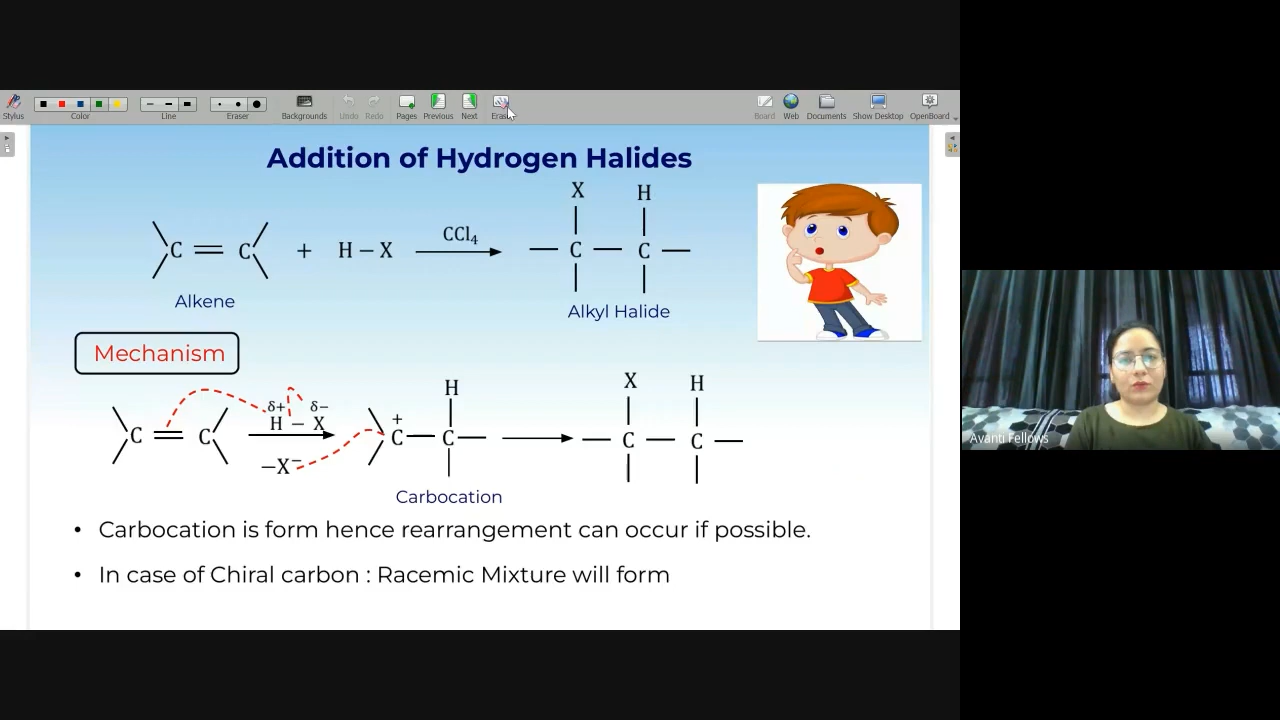 Stylus Color Line Eraser Backgrounds Undo Redo Pages Previous Next Board Web Documents Show Desktop OpenBoard
Addition of Hydrogen Halides
X H
C = C + H – X CCl₄ — C — C —
Alkene
Alkyl Halide
Mechanism
H X H
δ+ δ−
H – X +
C = C C — C — — C — C —
−X⁻
Carbocation
Avanti Fellows
• Carbocation is form hence rearrangement can occur if possible.
• In case of Chiral carbon : Racemic Mixture will form